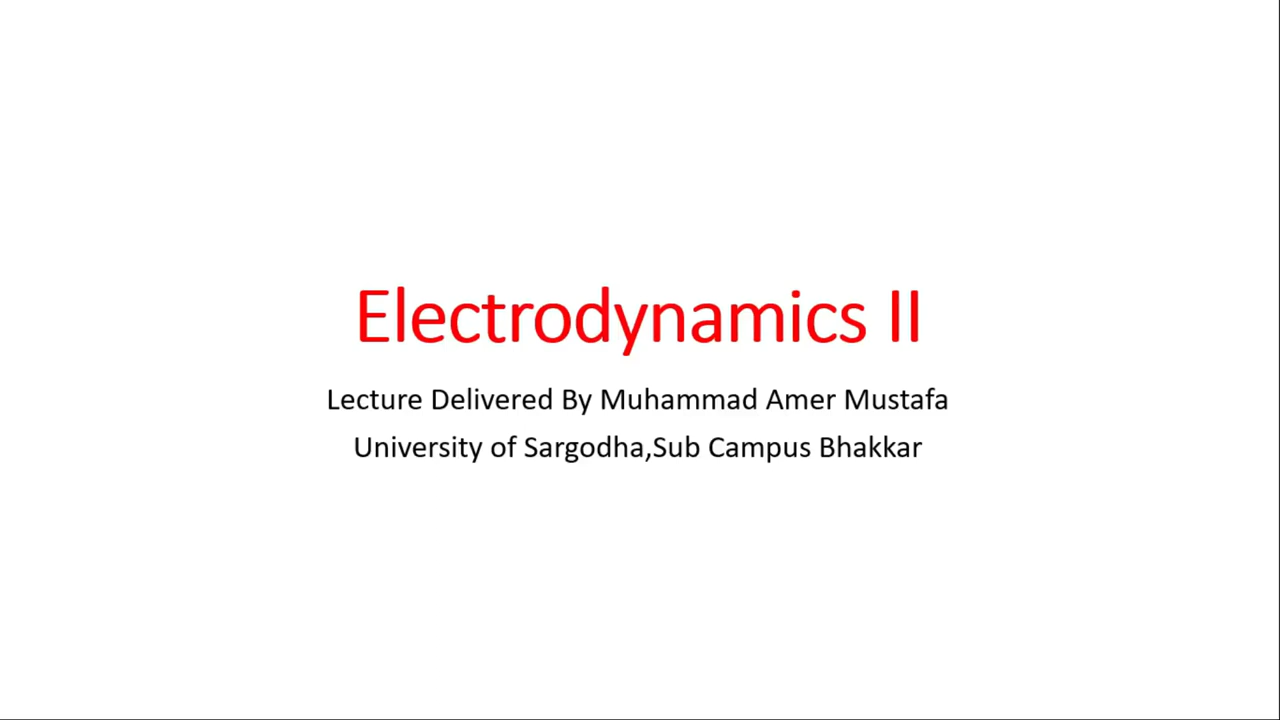 Electrodynamics II
Lecture Delivered By Muhammad Amer Mustafa
University of Sargodha,Sub Campus Bhakkar